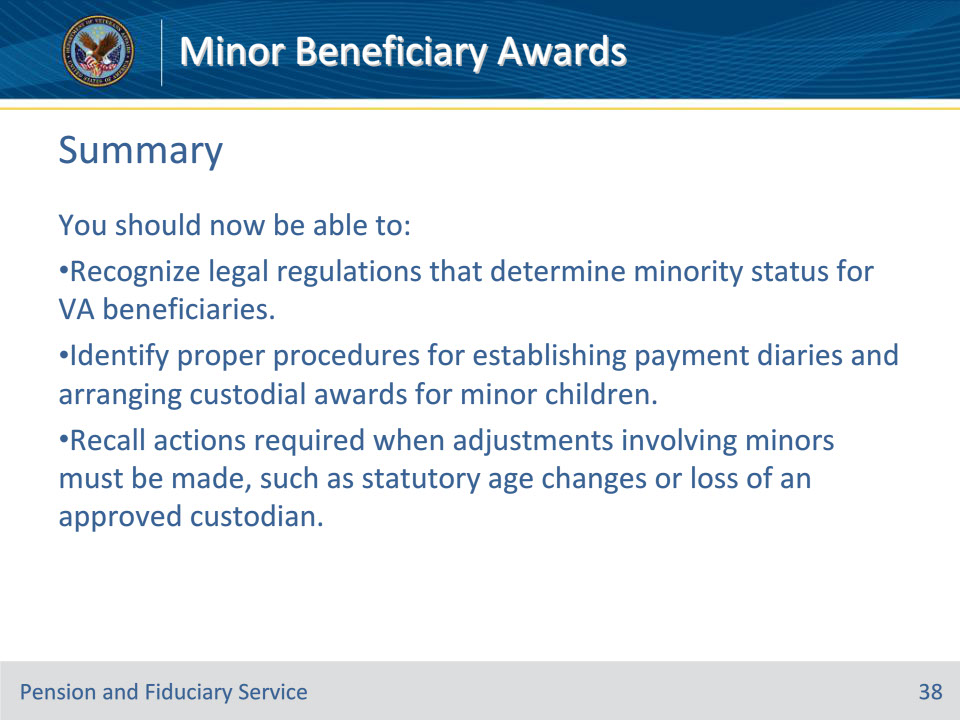 Minor Beneficiary Awards
Summary
You should now be able to:
•Recognize legal regulations that determine minority status for
VA beneficiaries.
•Identify proper procedures for establishing payment diaries and
arranging custodial awards for minor children.
•Recall actions required when adjustments involving minors
must be made, such as statutory age changes or loss of an
approved custodian.
Pension and Fiduciary Service
38